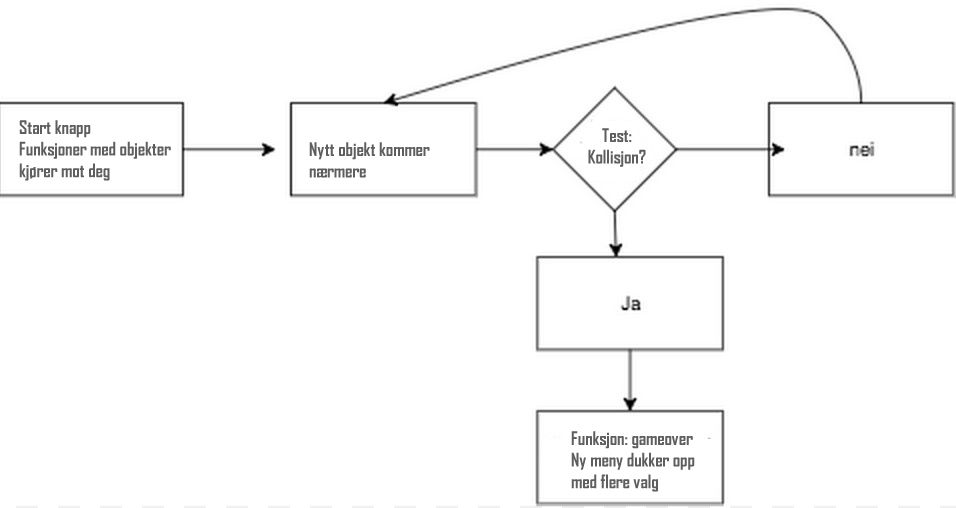 Start knapp
Funksjoner med objekter
kjører mot deg
Nytt objekt kommer
nærmere
Test:
Kollisjon?
nei
Ja
Funksjon: gameover
Ny meny dukker opp
med flere valg